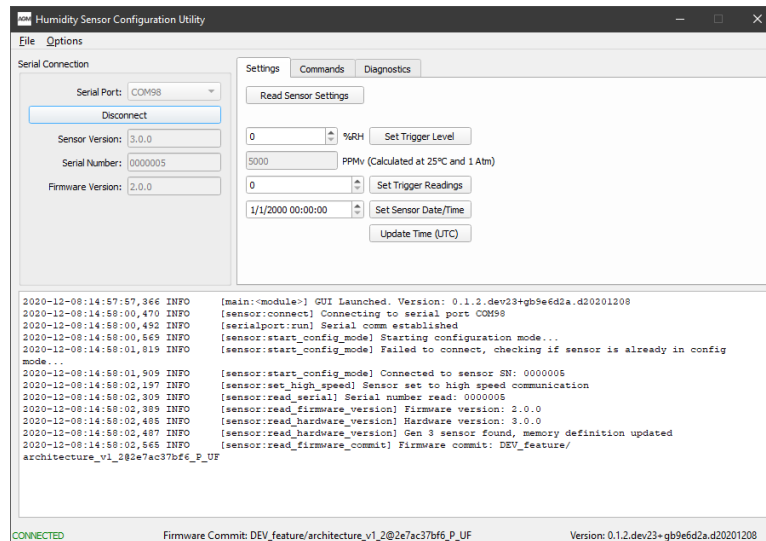 AGM Humidity Sensor Configuration Utility
File Options
Serial Connection
Serial Port: COM98
Disconnect
Sensor Version: 3.0.0
Serial Number: 0000005
Firmware Version: 2.0.0
Settings Commands Diagnostics
Read Sensor Settings
0 %RH Set Trigger Level
5000 PPMv (Calculated at 25°C and 1 Atm)
0 Set Trigger Readings
1/1/2000 00:00:00 Set Sensor Date/Time
Update Time (UTC)
2020-12-08:14:57:57,366 INFO [main:<module>] GUI Launched. Version: 0.1.2.dev23+gb9e6d2a.d20201208
2020-12-08:14:58:00,470 INFO [sensor:connect] Connecting to serial port COM98
2020-12-08:14:58:00,492 INFO [serialport:run] Serial comm established
2020-12-08:14:58:00,569 INFO [sensor:start_config_mode] Starting configuration mode...
2020-12-08:14:58:01,819 INFO [sensor:start_config_mode] Failed to connect, checking if sensor is already in config
mode...
2020-12-08:14:58:01,909 INFO [sensor:start_config_mode] Connected to sensor SN: 0000005
2020-12-08:14:58:02,197 INFO [sensor:set_high_speed] Sensor set to high speed communication
2020-12-08:14:58:02,309 INFO [sensor:read_serial] Serial number read: 0000005
2020-12-08:14:58:02,389 INFO [sensor:read_firmware_version] Firmware version: 2.0.0
2020-12-08:14:58:02,485 INFO [sensor:read_hardware_version] Hardware version: 3.0.0
2020-12-08:14:58:02,487 INFO [sensor:read_hardware_version] Gen 3 sensor found, memory definition updated
2020-12-08:14:58:02,565 INFO [sensor:read_firmware_commit] Firmware commit: DEV_feature/
architecture_v1_2@2e7ac37bf6_P_UF
CONNECTED Firmware Commit: DEV_feature/architecture_v1_2@2e7ac37bf6_P_UF Version: 0.1.2.dev23+gb9e6d2a.d20201208